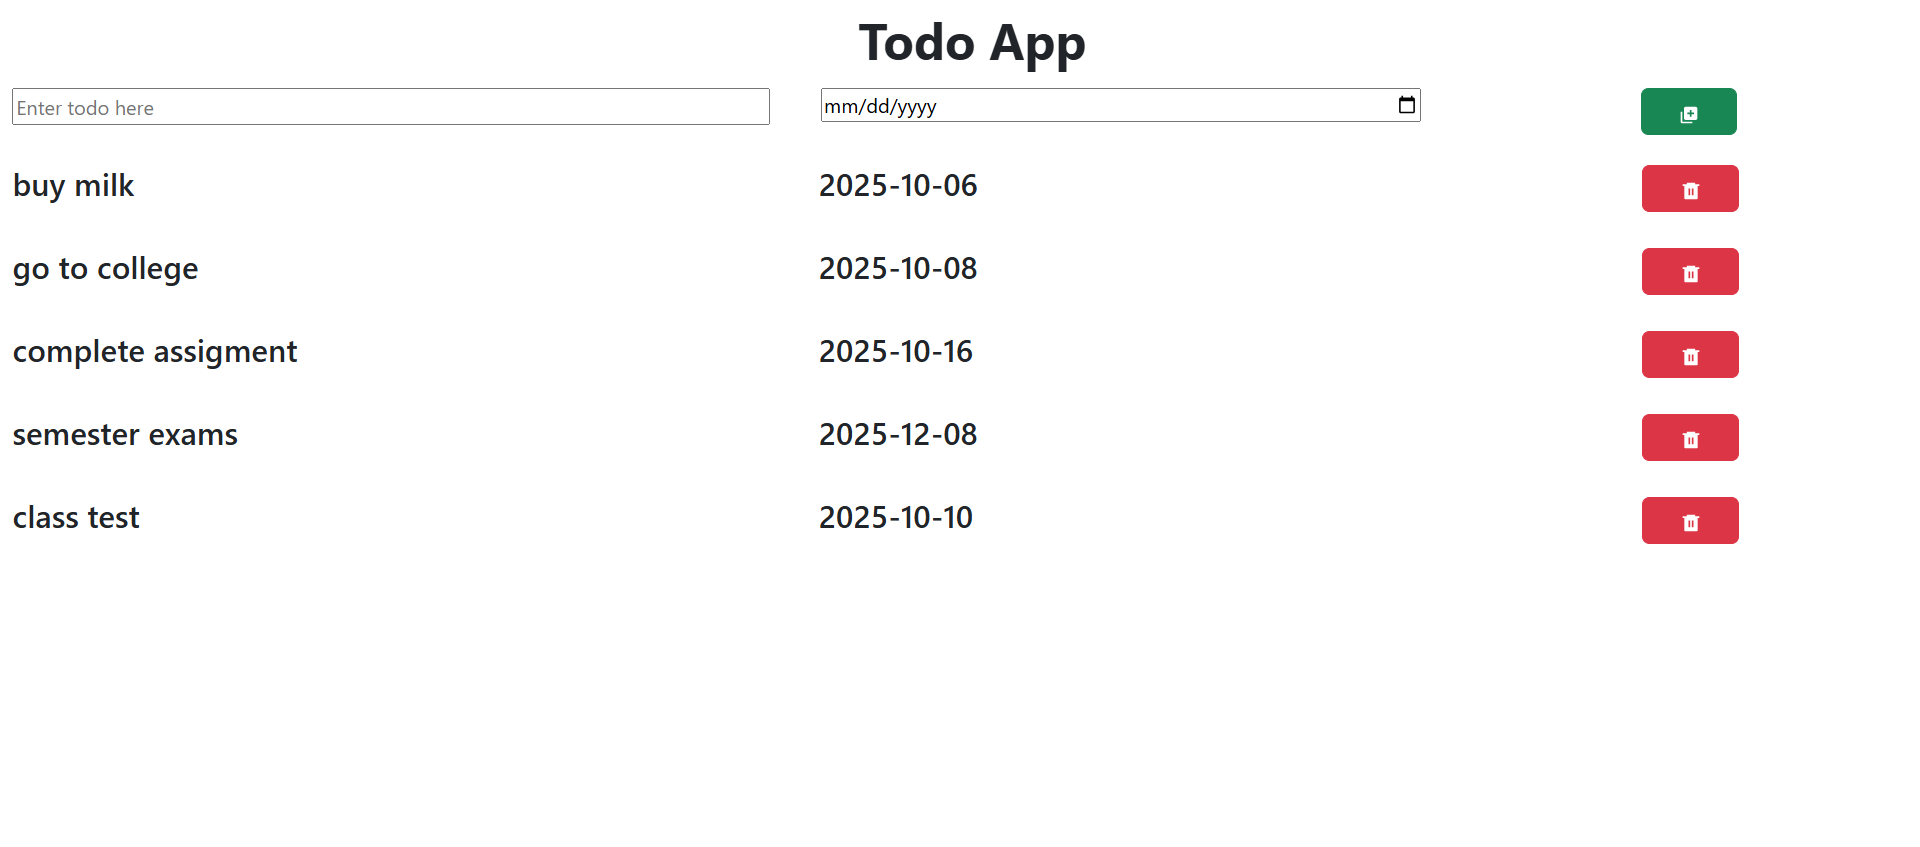 Todo App
Enter todo here mm/dd/yyyy
buy milk 2025-10-06
go to college 2025-10-08
complete assigment 2025-10-16
semester exams 2025-12-08
class test 2025-10-10